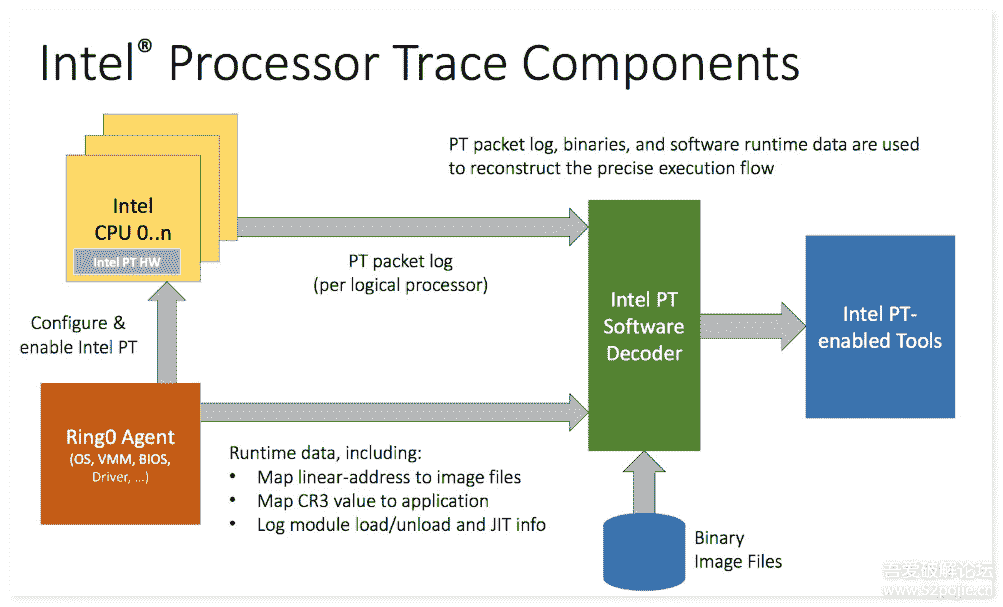 Intel® Processor Trace Components
PT packet log, binaries, and software runtime data are used
to reconstruct the precise execution flow
Intel
CPU 0..n
Intel PT HW
PT packet log
(per logical processor)
Configure &
enable Intel PT
Intel PT
Software
Decoder
Intel PT-
enabled Tools
Ring0 Agent
(OS, VMM, BIOS,
Driver, ...)
Runtime data, including:
• Map linear-address to image files
• Map CR3 value to application
• Log module load/unload and JIT info
Binary
Image Files
吾爱破解论坛
www.52pojie.cn